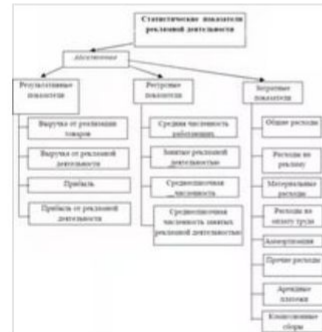 Статистические показатели
рекламной деятельности
Абсолютные
Результативные
показатели
Ресурсные
показатели
Затратные
показатели
Выручка от реализации
товаров
Выручка от рекламной
деятельности
Прибыль
Прибыль от рекламной
деятельности
Средняя численность
работающих
Занятые рекламной
деятельностью
Среднесписочная
численность
Среднесписочная
численность занятых
рекламной деятельностью
Общие расходы
Расходы на
рекламу
Материальные
расходы
Расходы на
оплату труда
Амортизация
Прочие расходы
Арендные
платежи
Комиссионные
сборы